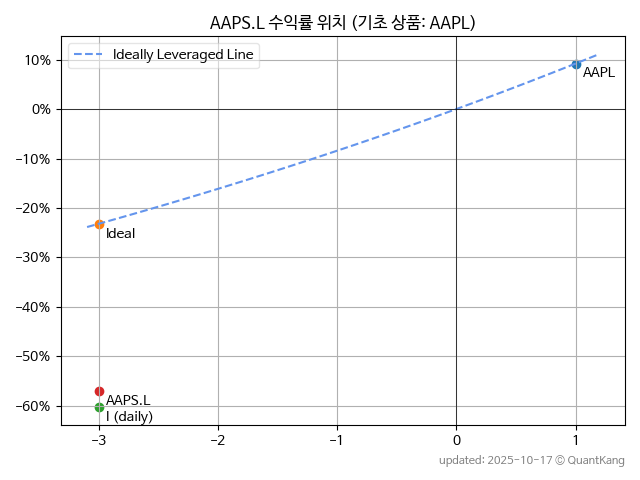 AAPS.L 수익률 위치 (기초 상품: AAPL)
Ideally Leveraged Line
10%
0%
-10%
-20%
-30%
-40%
-50%
-60%
AAPL
Ideal
AAPS.L
I (daily)
-3
-2
-1
0
1
updated: 2025-10-17 © QuantKang